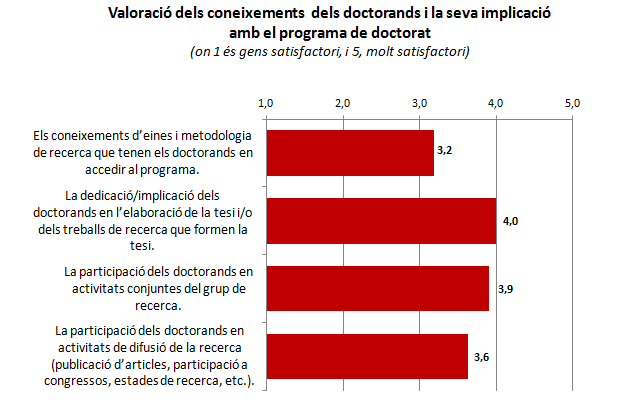 Valoració dels coneixements dels doctorands i la seva implicació
amb el programa de doctorat
(on 1 és gens satisfactori, i 5, molt satisfactori)
1,0 2,0 3,0 4,0 5,0
Els coneixements d'eines i metodologia
de recerca que tenen els doctorands en
accedir al programa.
3,2
La dedicació/implicació dels
doctorands en l'elaboració de la tesi i/o
dels treballs de recerca que formen la
tesi.
4,0
La participació dels doctorands en
activitats conjuntes del grup de
recerca.
3,9
La participació dels doctorands en
activitats de difusió de la recerca
(publicació d'articles, participació a
congressos, estades de recerca, etc.).
3,6